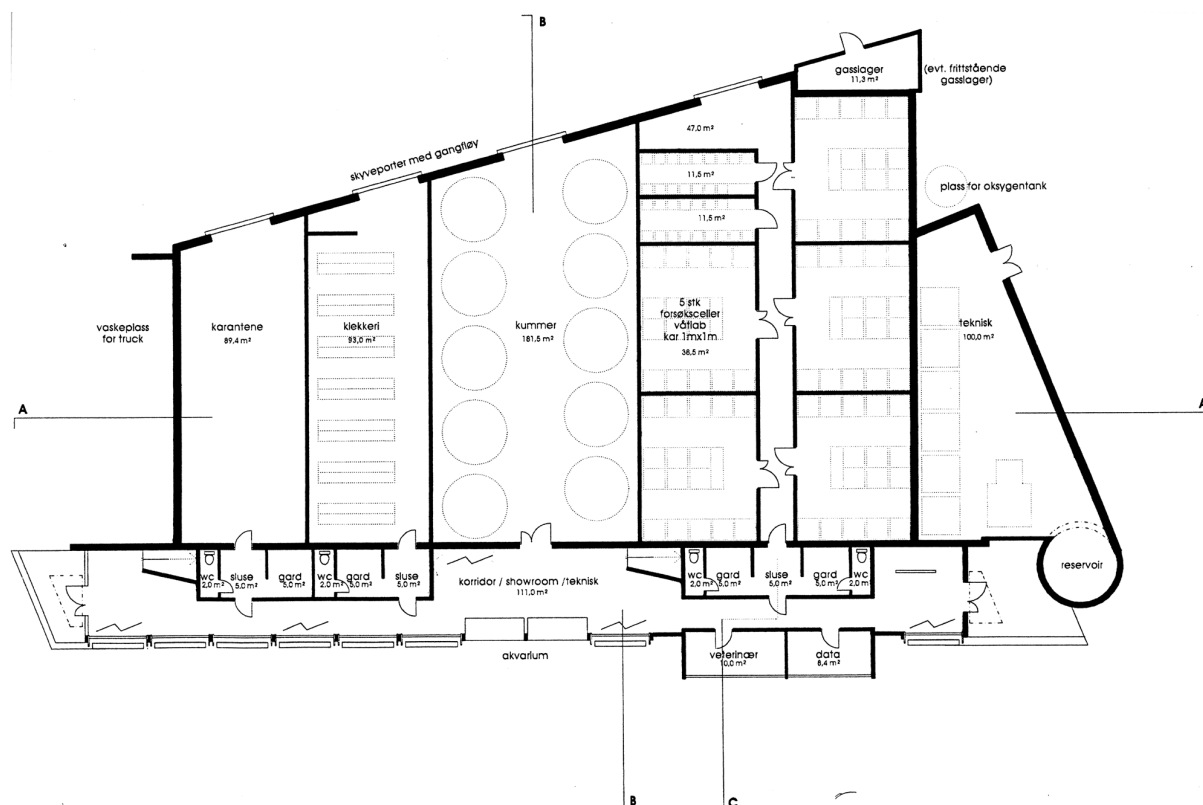 B
gasslager
11,3 m²
(evt. frittstående
gasslager)
47,0 m²
skyveporter med gangfløy
11,5 m²
plass for oksygentank
11,5 m²
vaskeplass
for truck
karantene
89,4 m²
klekkeri
93,0 m²
kummer
181,5 m²
5 stk
forsøksceller
våtlab
kar 1mx1m
38,5 m²
teknisk
100,0 m²
A
A
wc
2,0 m²
sluse
5,0 m²
gard
5,0 m²
wc
2,0 m²
gard
5,0 m²
sluse
5,0 m²
korridor / showroom /teknisk
111,0 m²
wc
2,0 m²
gard
5,0 m²
sluse
5,0 m²
gard
5,0 m²
wc
2,0 m²
reservoir
akvarium
veterinær
10,0 m²
data
8,4 m²
B
C